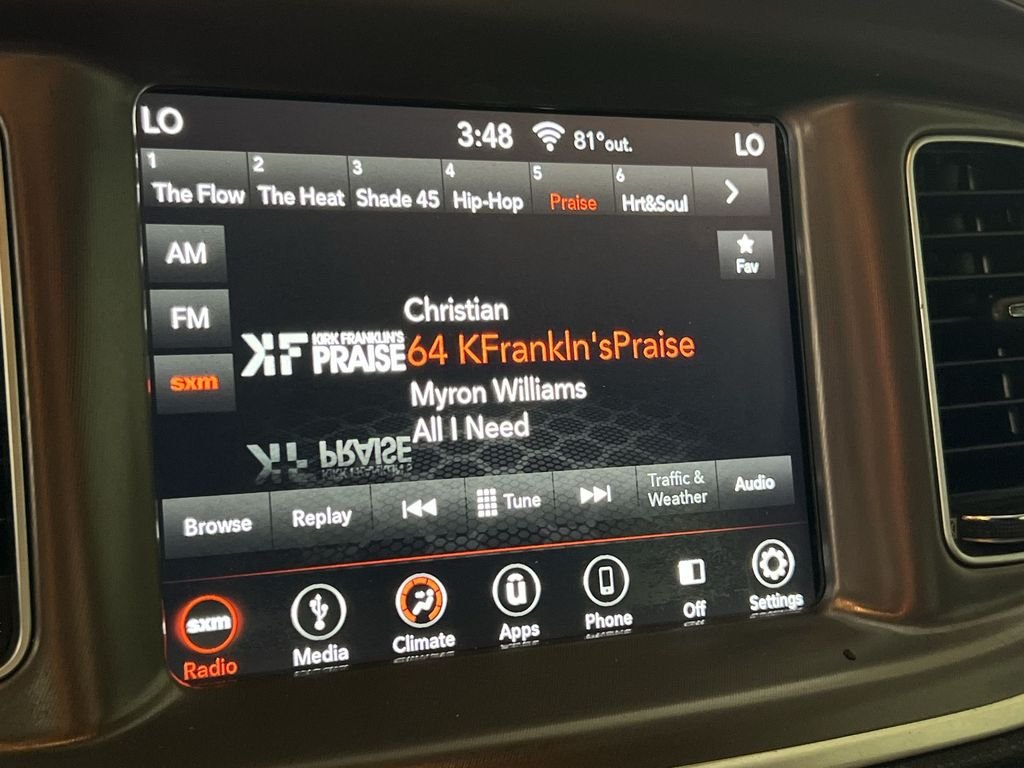 LO 3:48 81°out. LO
1 2 3 4 5 6
The Flow The Heat Shade 45 Hip-Hop Praise Hrt&Soul
AM
Fav
FM
sxm
Christian
KF KIRK FRANKLIN'S PRAISE
64 KFrankln'sPraise
Myron Williams
All I Need
Browse Replay Tune Traffic & Weather Audio
sxm
Radio Media Climate Apps Phone Off Settings